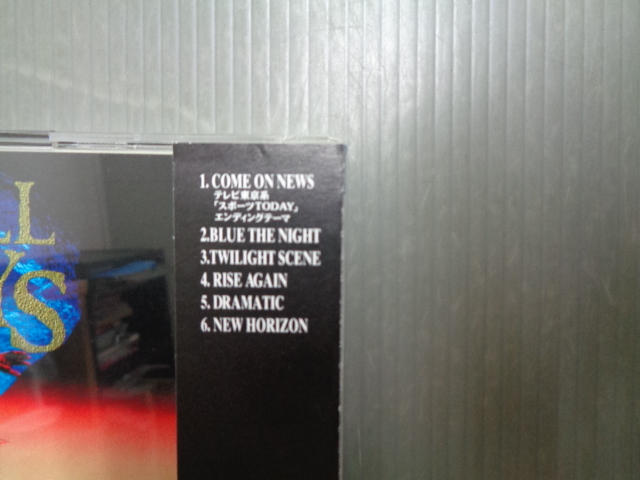 LL
YS
1. COME ON NEWS
テレビ東京系
「スポーツTODAY」
エンディングテーマ
2.BLUE THE NIGHT
3.TWILIGHT SCENE
4. RISE AGAIN
5. DRAMATIC
6. NEW HORIZON